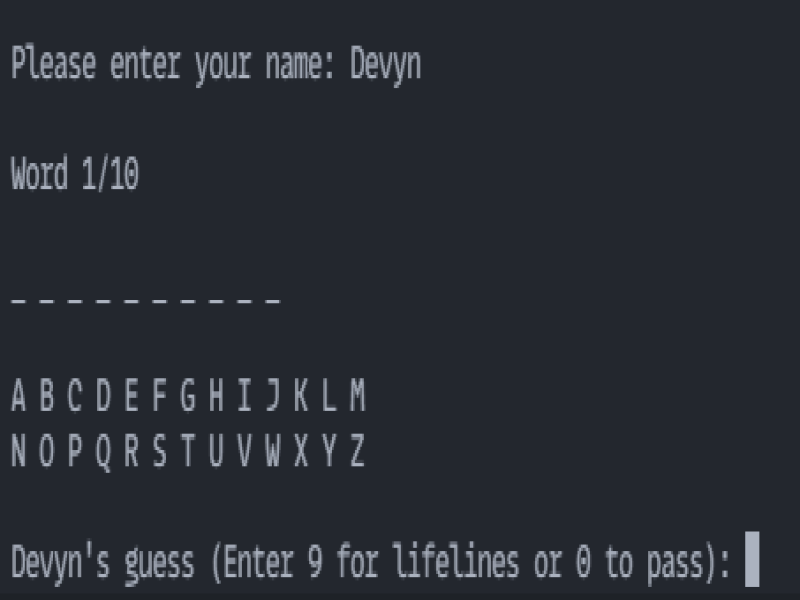 Please enter your name: Devyn
Word 1/10
_ _ _ _ _ _ _ _ _ _
A B C D E F G H I J K L M
N O P Q R S T U V W X Y Z
Devyn's guess (Enter 9 for lifelines or 0 to pass):